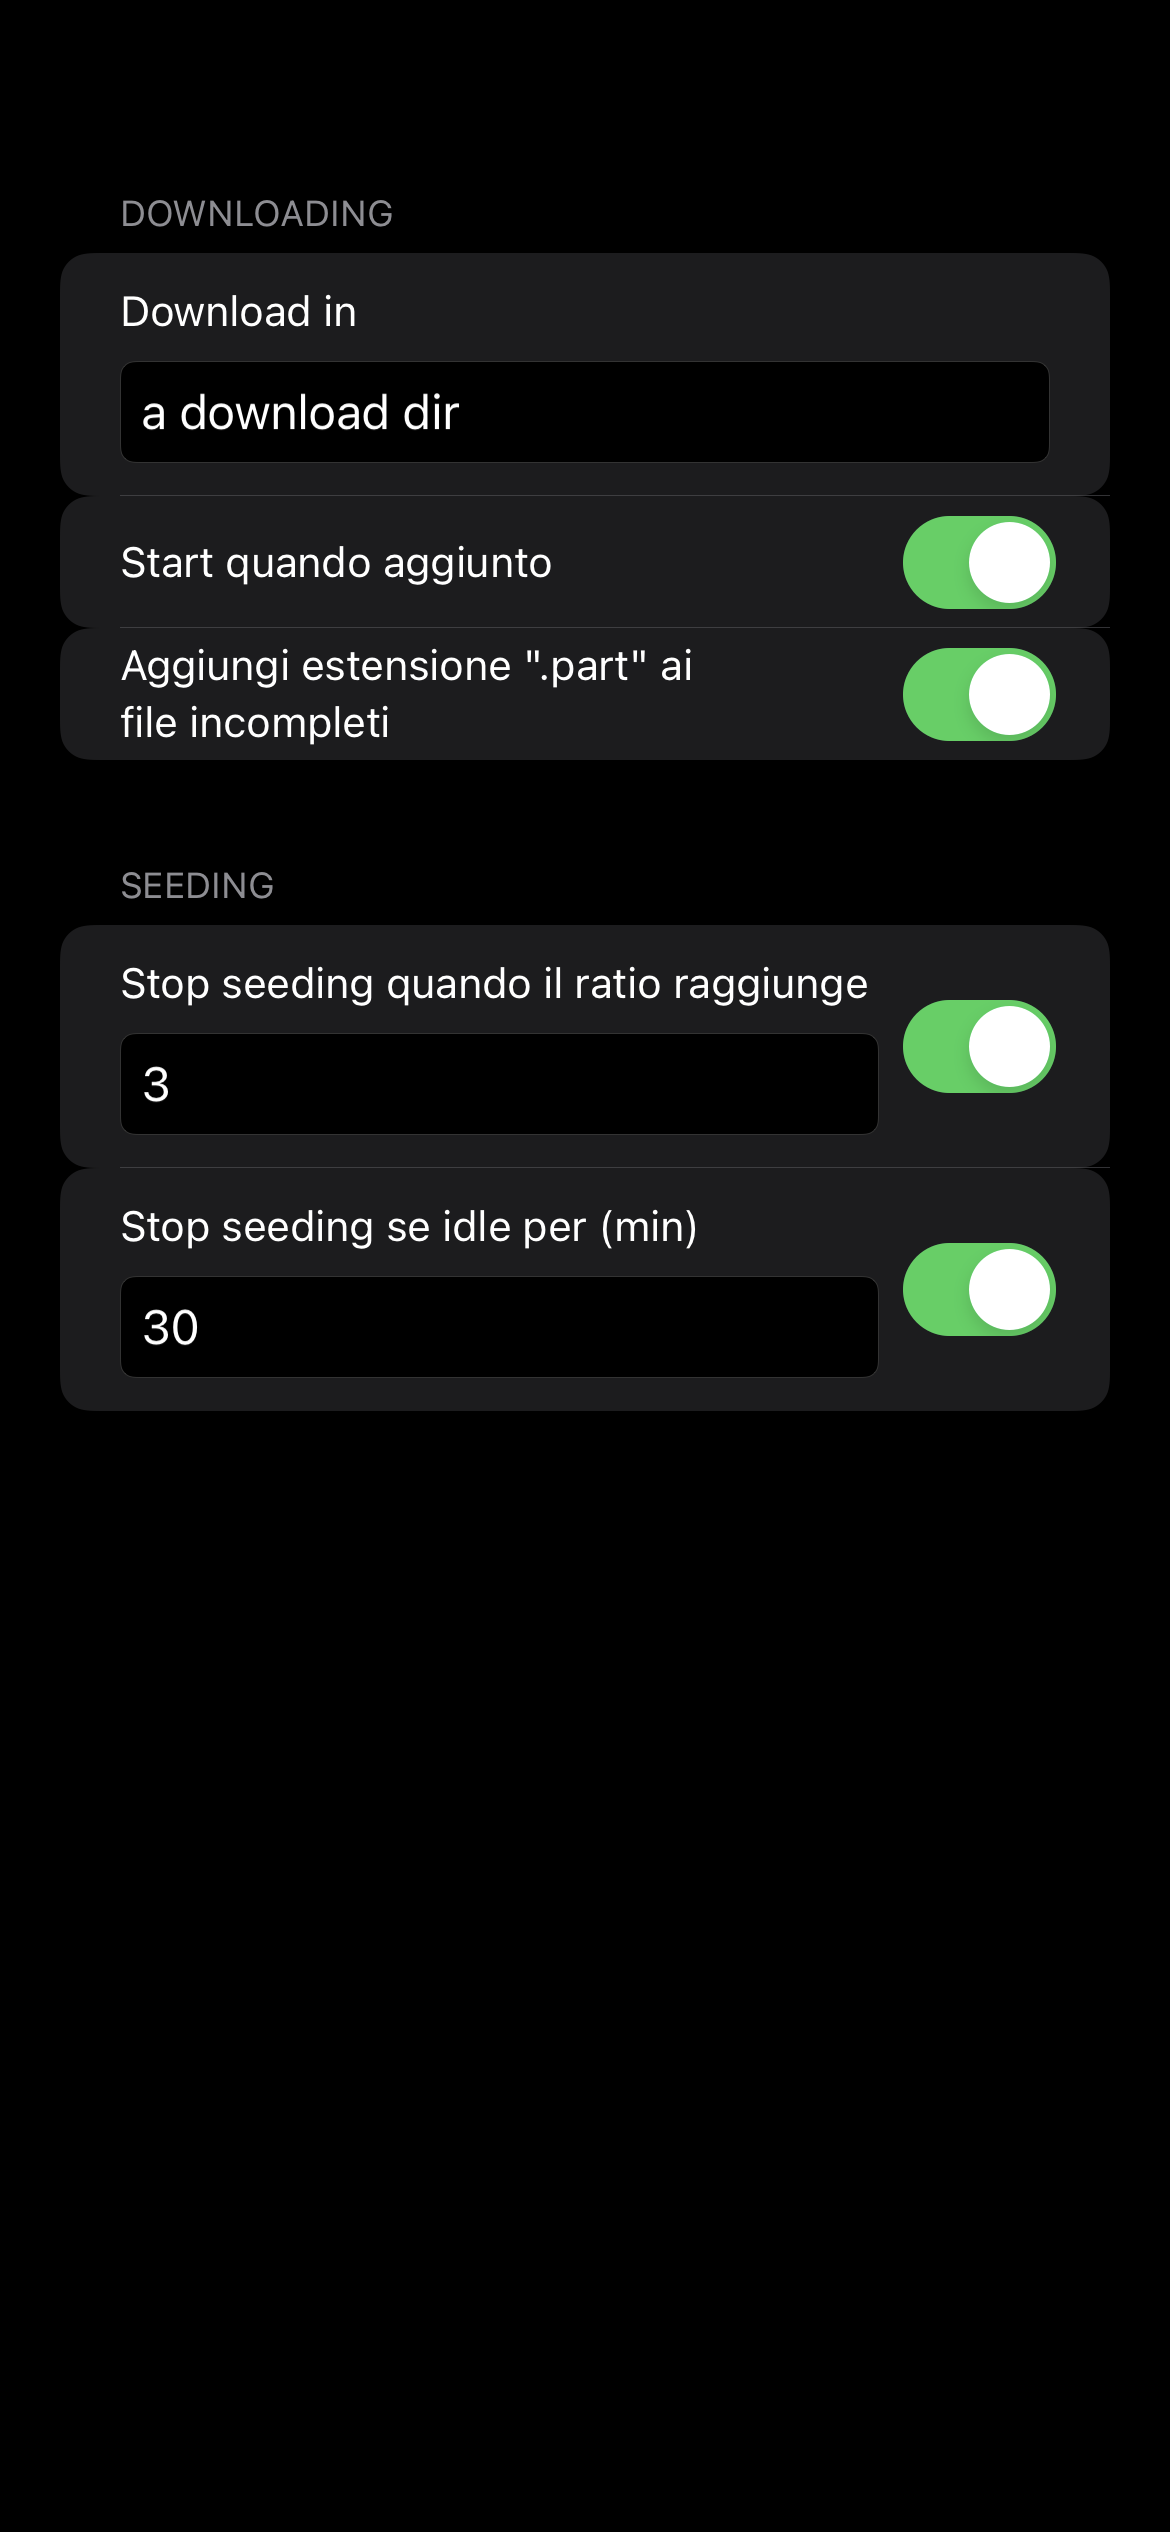 DOWNLOADING
Download in
a download dir
Start quando aggiunto
Aggiungi estensione ".part" ai
file incompleti
SEEDING
Stop seeding quando il ratio raggiunge
3
Stop seeding se idle per (min)
30